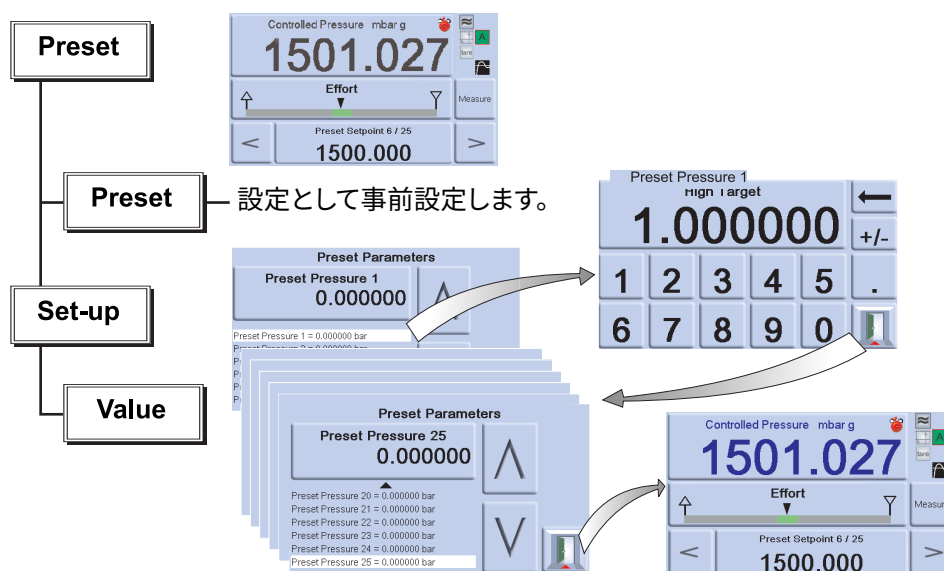 Preset
Controlled Pressure mbar g
1501.027
A
tare
Effort
Measure
<
Preset Setpoint 6 / 25
1500.000
>
Preset
設定として事前設定します。
Set-up
Value
Preset Parameters
Preset Pressure 1
0.000000
Preset Pressure 1 = 0.000000 bar
Preset Pressure 1
High Target
1.000000
+/-
1 2 3 4 5 .
6 7 8 9 0
Preset Parameters
Preset Pressure 25
0.000000
Preset Pressure 20 = 0.000000 bar
Preset Pressure 21 = 0.000000 bar
Preset Pressure 22 = 0.000000 bar
Preset Pressure 23 = 0.000000 bar
Preset Pressure 24 = 0.000000 bar
Preset Pressure 25 = 0.000000 bar
Controlled Pressure mbar g
1501.027
A
tare
Effort
<
Preset Setpoint 6 / 25
1500.000
>